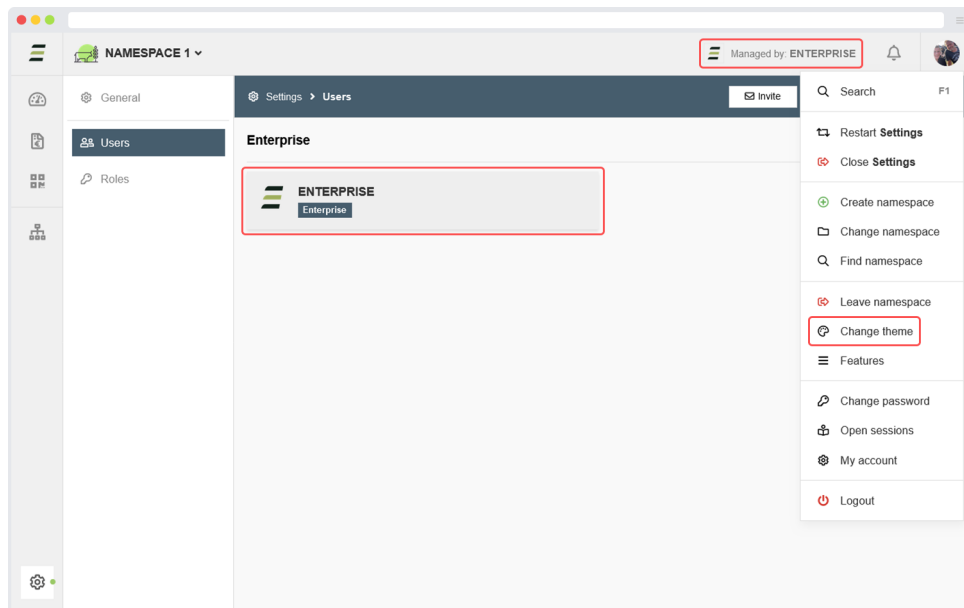 NAMESPACE 1
Managed by: ENTERPRISE
General
Users
Roles
Settings > Users
Invite
Enterprise
ENTERPRISE
Enterprise
Search F1
Restart Settings
Close Settings
Create namespace
Change namespace
Find namespace
Leave namespace
Change theme
Features
Change password
Open sessions
My account
Logout